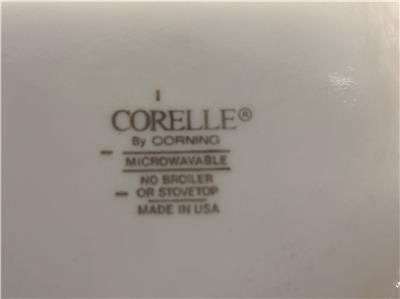 CORELLE®
By CORNING
MICROWAVABLE
NO BROILER
OR STOVETOP
MADE IN USA